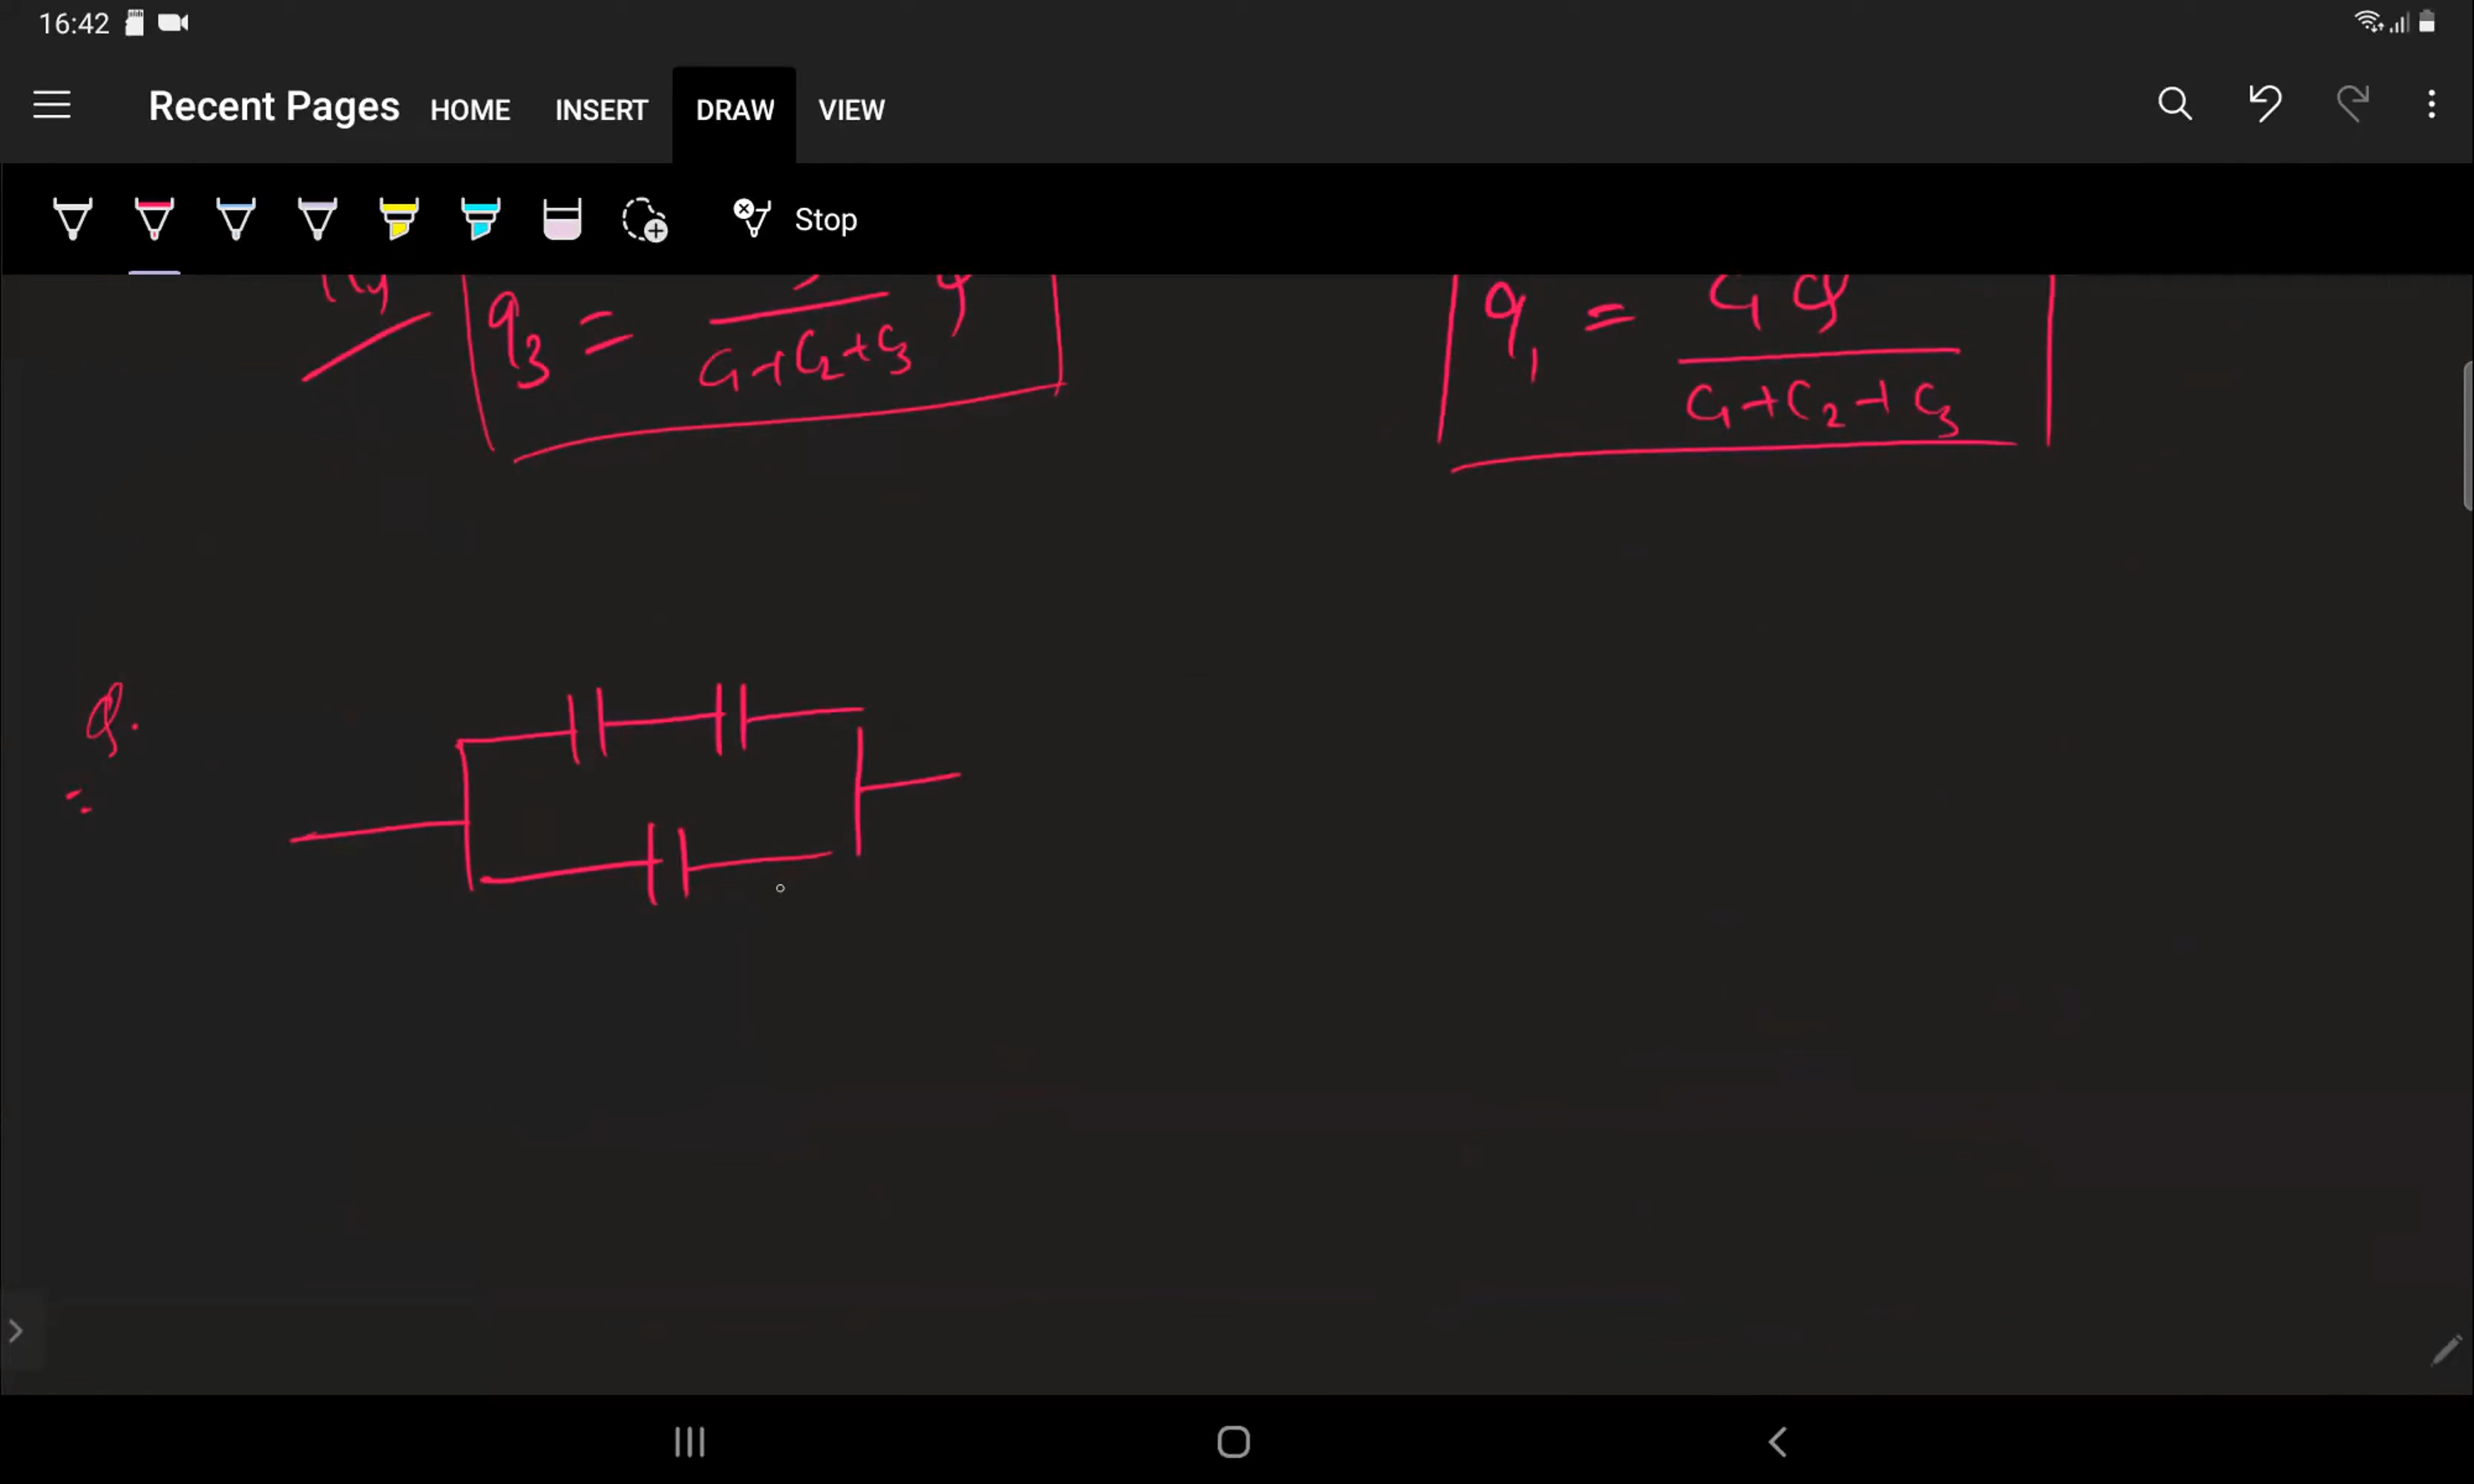 16:42
Recent Pages HOME INSERT DRAW VIEW
Stop
q3 = C1+C2+C3
q1 = C1 Q
C1+C2+C3
Q.